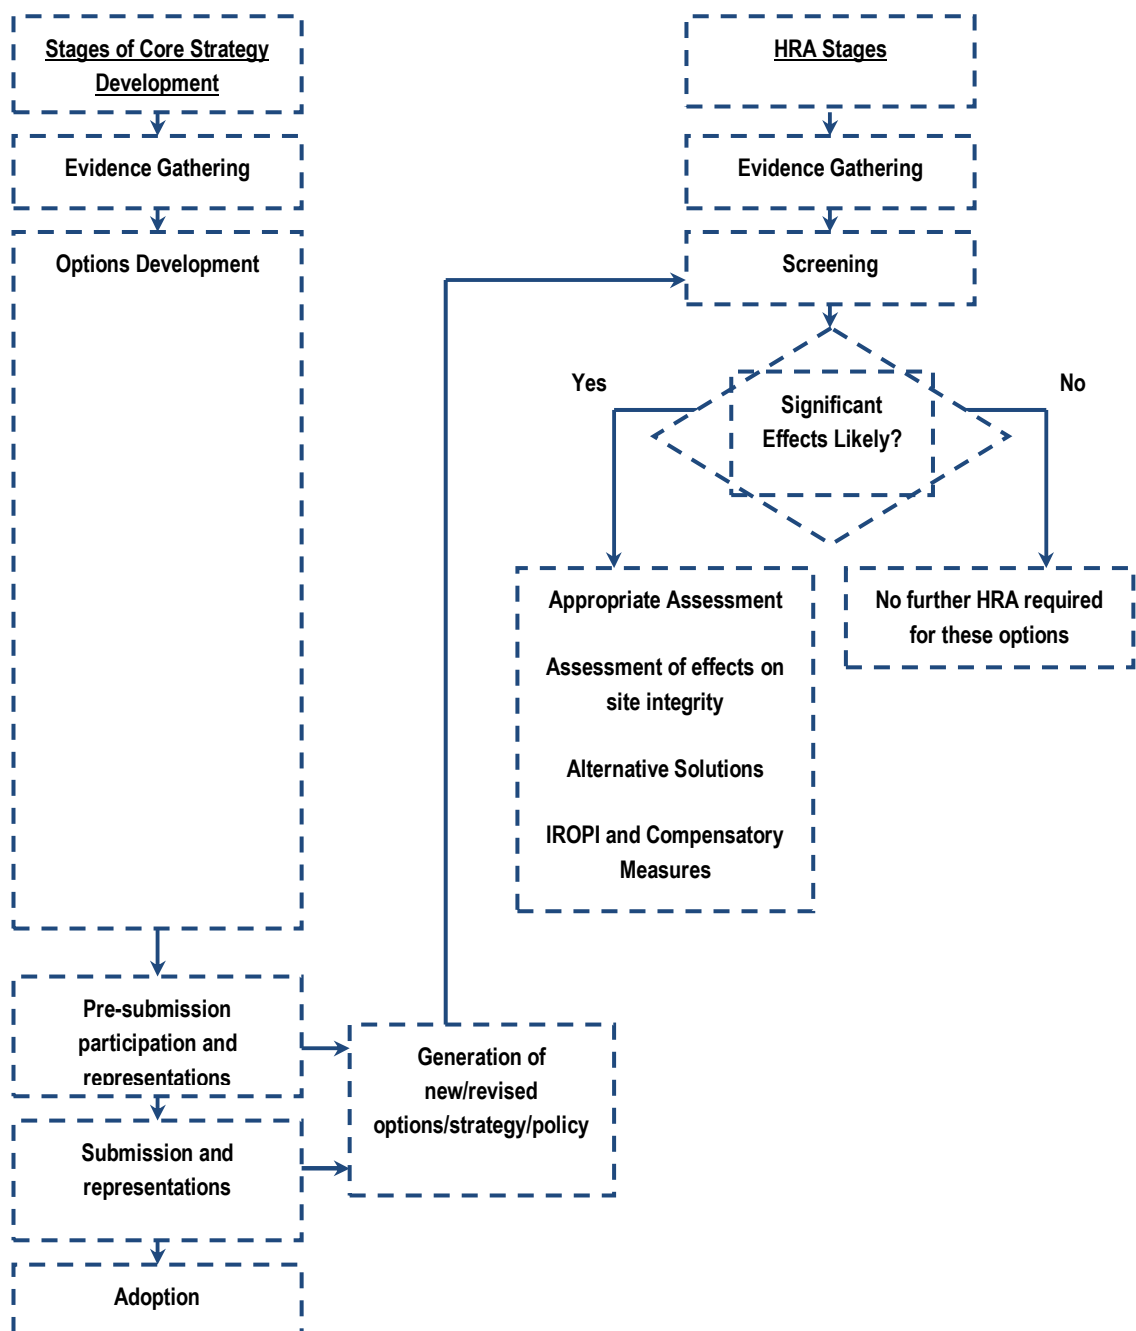 Stages of Core Strategy
Development
Evidence Gathering
Options Development
Pre-submission
participation and
representations
Submission and
representations
Adoption
Generation of
new/revised
options/strategy/policy
HRA Stages
Evidence Gathering
Screening
Significant
Effects Likely?
Yes
No
Appropriate Assessment
Assessment of effects on
site integrity
Alternative Solutions
IROPI and Compensatory
Measures
No further HRA required
for these options